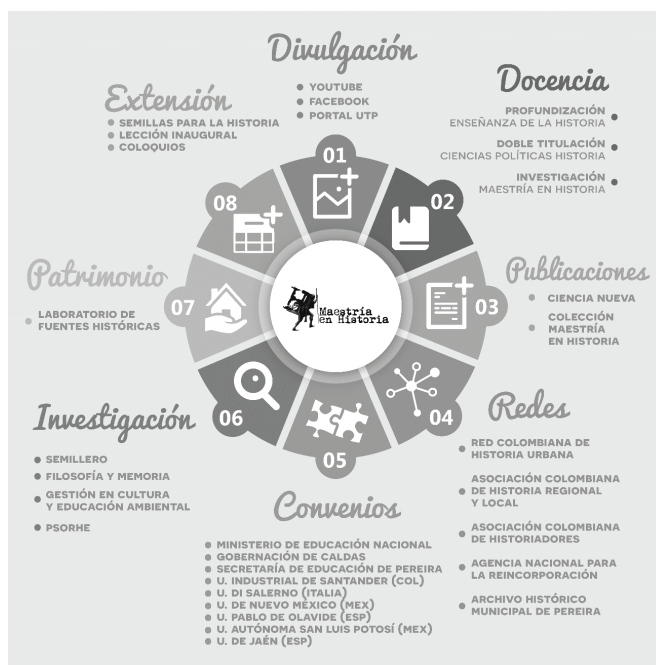 Divulgación
YOUTUBE
FACEBOOK
PORTAL UTP
01
Docencia
PROFUNDIZACIÓN
ENSEÑANZA DE LA HISTORIA
DOBLE TITULACIÓN
CIENCIAS POLÍTICAS HISTORIA
INVESTIGACIÓN
MAESTRÍA EN HISTORIA
02
Publicaciones
CIENCIA NUEVA
COLECCIÓN
MAESTRÍA
EN HISTORIA
03
Redes
RED COLOMBIANA DE
HISTORIA URBANA
ASOCIACIÓN COLOMBIANA
DE HISTORIA REGIONAL
Y LOCAL
ASOCIACIÓN COLOMBIANA
DE HISTORIADORES
AGENCIA NACIONAL PARA
LA REINCORPORACIÓN
ARCHIVO HISTÓRICO
MUNICIPAL DE PEREIRA
04
Convenios
MINISTERIO DE EDUCACIÓN NACIONAL
GOBERNACIÓN DE CALDAS
SECRETARÍA DE EDUCACIÓN DE PEREIRA
U. INDUSTRIAL DE SANTANDER (COL)
U. DI SALERNO (ITALIA)
U. DE NUEVO MÉXICO (MEX)
U. PABLO DE OLAVIDE (ESP)
U. AUTÓNOMA SAN LUIS POTOSÍ (MEX)
U. DE JAÉN (ESP)
05
Investigación
SEMILLERO
FILOSOFÍA Y MEMORIA
GESTIÓN EN CULTURA
Y EDUCACIÓN AMBIENTAL
PSORHE
06
Patrimonio
LABORATORIO DE
FUENTES HISTÓRICAS
07
Extensión
SEMILLAS PARA LA HISTORIA
LECCIÓN INAUGURAL
COLOQUIOS
08
Maestría
en Historia